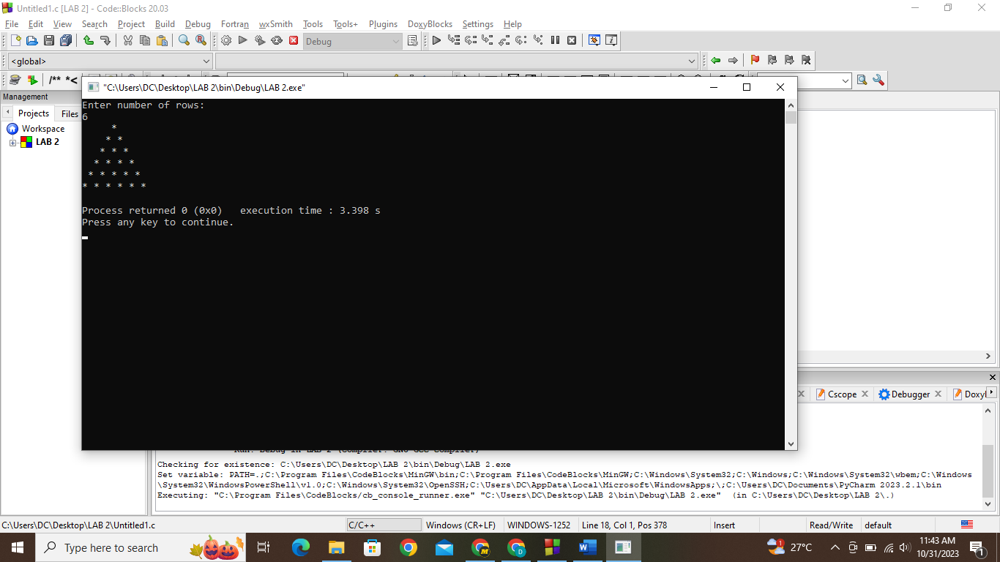 Untitled1.c [LAB 2] - Code::Blocks 20.03
File Edit View Search Project Build Debug Fortran wxSmith Tools Tools+ Plugins DoxyBlocks Settings Help
Debug
<global>
/** *<
Management
"C:\Users\DC\Desktop\LAB 2\bin\Debug\LAB 2.exe"
Projects Files
Workspace
LAB 2
Enter number of rows:
6
     *
    * *
   * * *
  * * * *
 * * * * *
* * * * * *
Process returned 0 (0x0)   execution time : 3.398 s
Press any key to continue.
Cscope Debugger
Checking for existence: C:\Users\DC\Desktop\LAB 2\bin\Debug\LAB 2.exe
Set variable: PATH=.;C:\Program Files\CodeBlocks\MinGW\bin;C:\Program Files\CodeBlocks\MinGW;C:\Windows\System32;C:\Windows;C:\Windows\System32\wbem;C:\Windows
\System32\WindowsPowerShell\v1.0;C:\Windows\System32\OpenSSH;C:\Users\DC\AppData\Local\Microsoft\WindowsApps;\;C:\Users\DC\Documents\PyCharm 2023.2.1\bin
Executing: "C:\Program Files\CodeBlocks/cb_console_runner.exe" "C:\Users\DC\Desktop\LAB 2\bin\Debug\LAB 2.exe"  (in C:\Users\DC\Desktop\LAB 2\.)
C:\Users\DC\Desktop\LAB 2\Untitled1.c C/C++ Windows (CR+LF) WINDOWS-1252 Line 18, Col 1, Pos 378 Insert Read/Write default
Type here to search
27°C
11:43 AM
10/31/2023